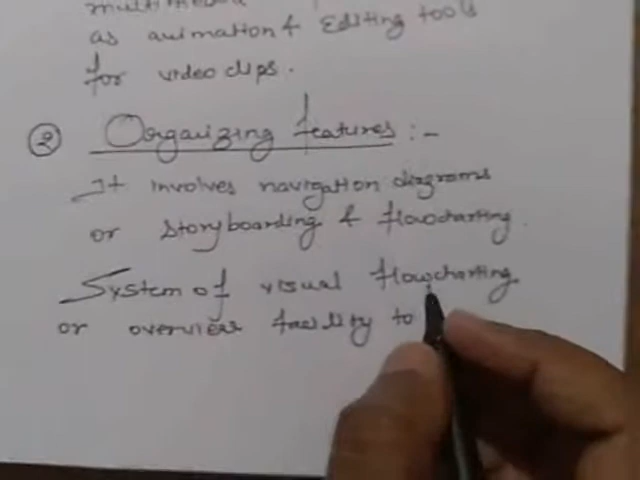 multimedia
as animation & Editing tools
for video clips.
② Organizing features :-
It involves navigation diagrams
or storyboarding & flowcharting.
System of visual flowcharting
or overview facility to